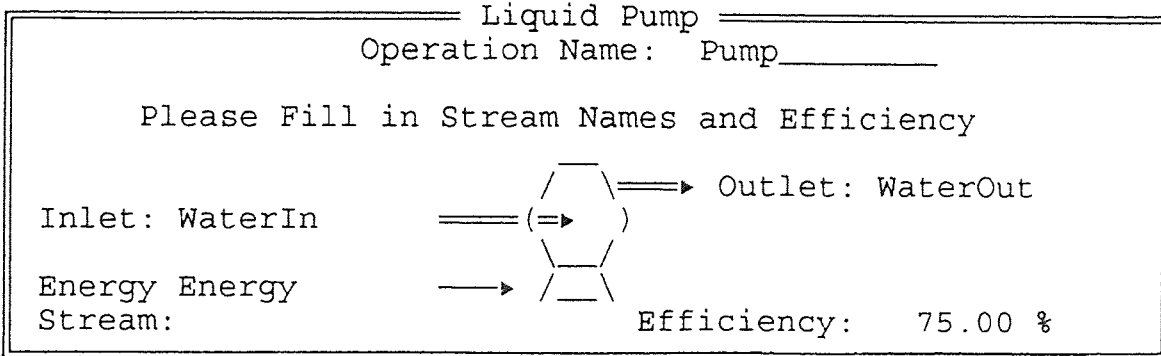 Liquid Pump
Operation Name: Pump_________
Please Fill in Stream Names and Efficiency
Outlet: WaterOut
Inlet: WaterIn
Energy Energy
Stream:
Efficiency: 75.00 %